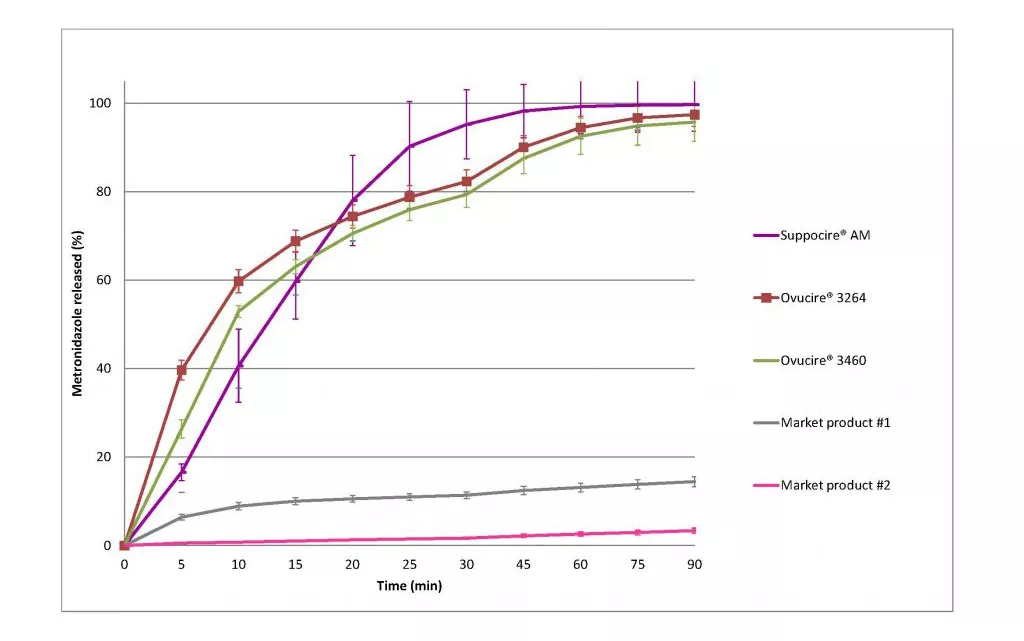 100
80
60
40
20
0
Metronidazole released (%)
0 5 10 15 20 25 30 45 60 75 90
Time (min)
Suppocire® AM
Ovucire® 3264
Ovucire® 3460
Market product #1
Market product #2